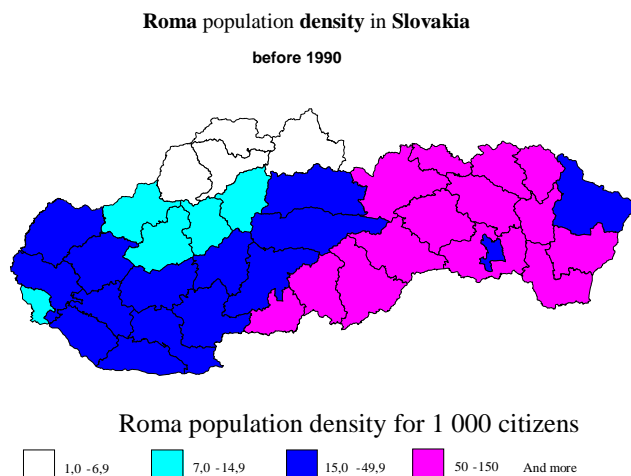 Roma population density in Slovakia
before 1990
Roma population density for 1 000 citizens
1,0 -6,9 7,0 -14,9 15,0 -49,9 50 -150 And more